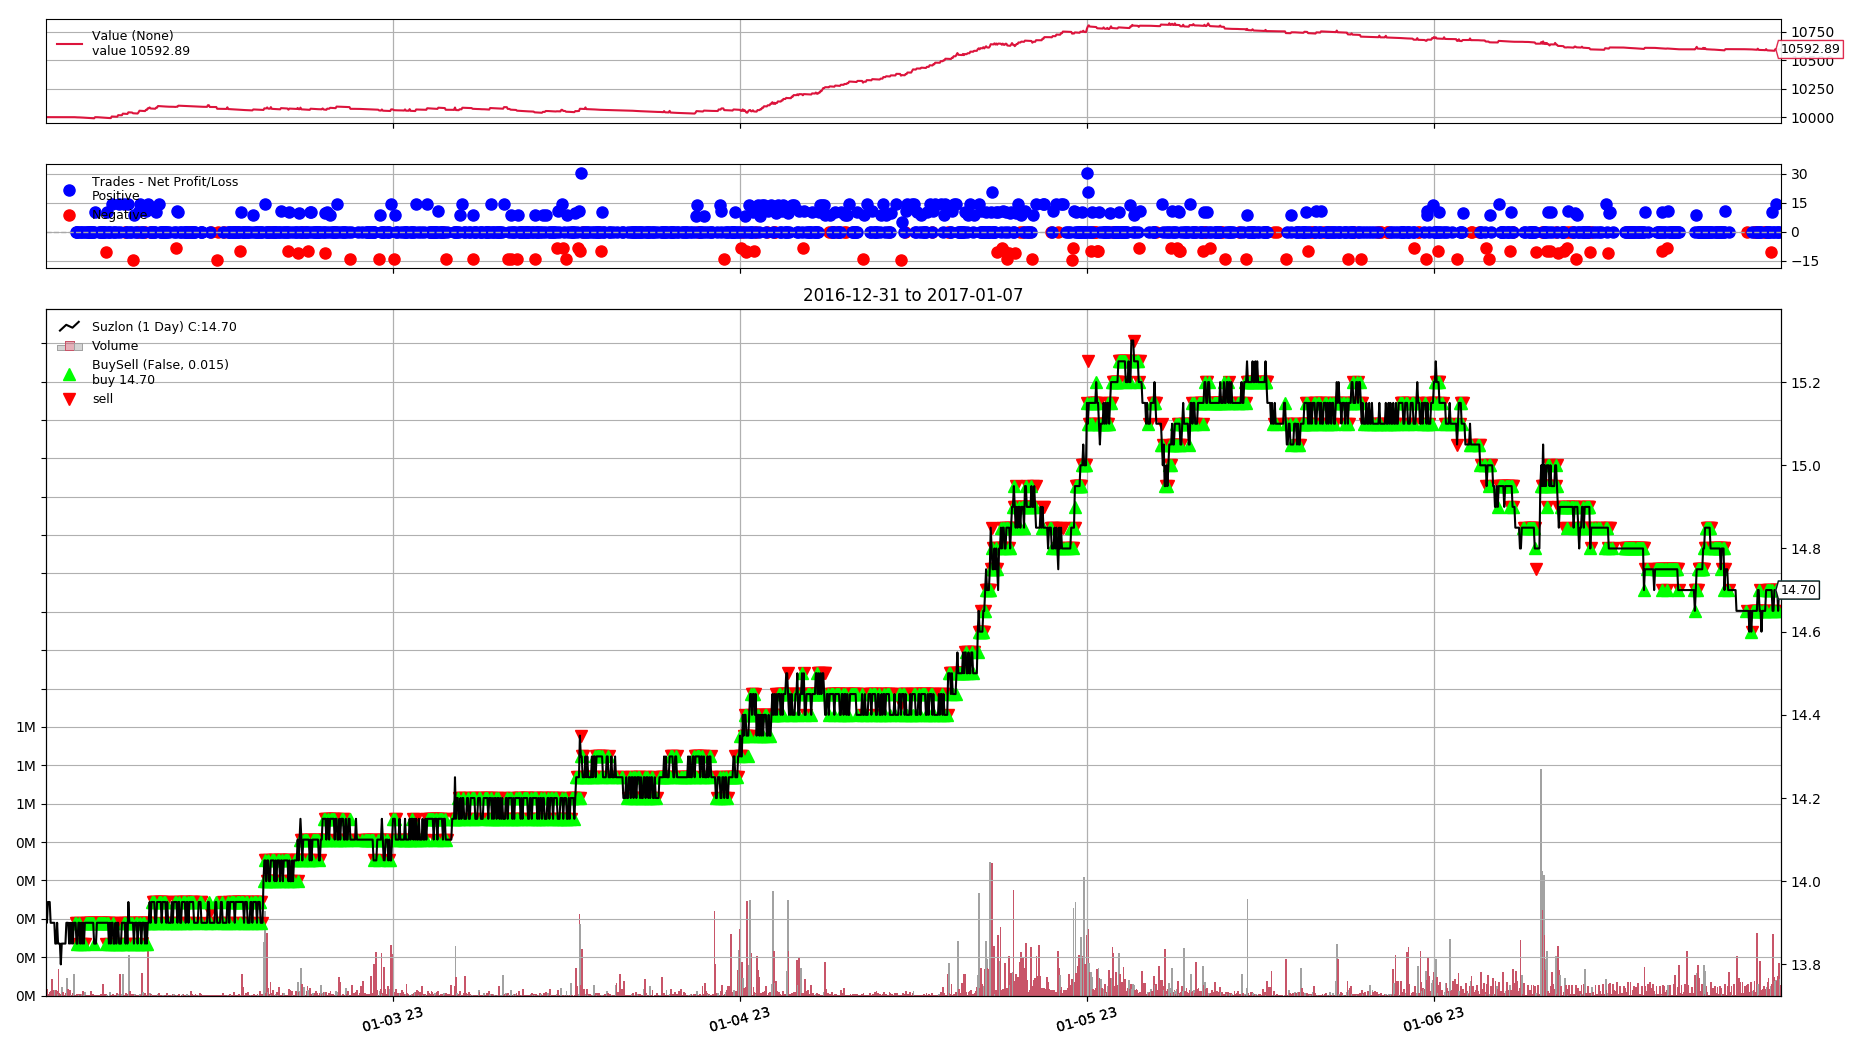 Value (None)
value 10592.89
10750
10592.89
10500
10250
10000
Trades - Net Profit/Loss
Positive
Negative
30
15
0
−15
2016-12-31 to 2017-01-07
Suzlon (1 Day) C:14.70
Volume
BuySell (False, 0.015)
buy 14.70
sell
15.2
15.0
14.8
14.70
14.6
14.4
14.2
14.0
13.8
1M
1M
1M
0M
0M
0M
0M
0M
01-03 23
01-04 23
01-05 23
01-06 23